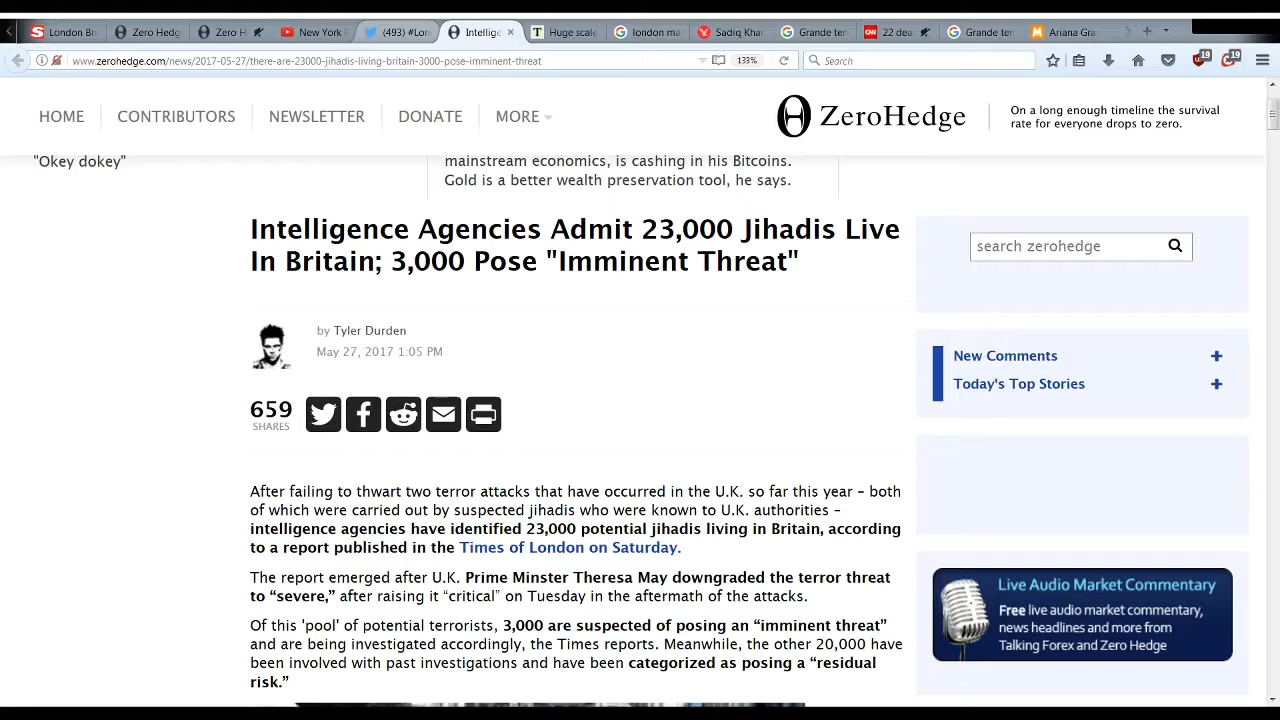 London Br
Zero Hedg
Zero H
New York
(493) #Lon
Intellige
Huge scale
london ma
Sadiq Khar
Grande ter
22 dea
Grande ter
Ariana Gra
www.zerohedge.com/news/2017-05-27/there-are-23000-jihadis-living-britain-3000-pose-imminent-threat
133%
Search
19
19
HOME
CONTRIBUTORS
NEWSLETTER
DONATE
MORE
ZeroHedge
On a long enough timeline the survival
rate for everyone drops to zero.
"Okey dokey"
mainstream economics, is cashing in his Bitcoins.
Gold is a better wealth preservation tool, he says.
Intelligence Agencies Admit 23,000 Jihadis Live
In Britain; 3,000 Pose "Imminent Threat"
search zerohedge
by Tyler Durden
May 27, 2017 1:05 PM
New Comments
Today's Top Stories
659
SHARES
After failing to thwart two terror attacks that have occurred in the U.K. so far this year – both
of which were carried out by suspected jihadis who were known to U.K. authorities –
intelligence agencies have identified 23,000 potential jihadis living in Britain, according
to a report published in the Times of London on Saturday.
The report emerged after U.K. Prime Minster Theresa May downgraded the terror threat
to “severe,” after raising it “critical” on Tuesday in the aftermath of the attacks.
Of this 'pool' of potential terrorists, 3,000 are suspected of posing an “imminent threat”
and are being investigated accordingly, the Times reports. Meanwhile, the other 20,000 have
been involved with past investigations and have been categorized as posing a “residual
risk.”
Live Audio Market Commentary
Free live audio market commentary,
news headlines and more from
Talking Forex and Zero Hedge